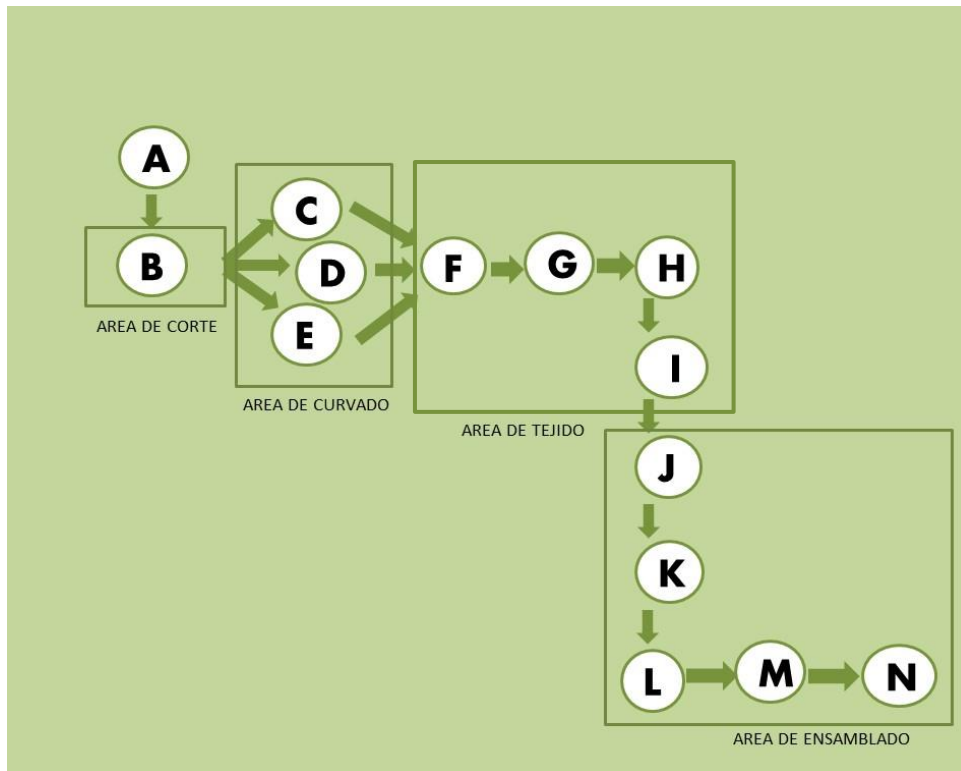 A
B
AREA DE CORTE
C
D
E
AREA DE CURVADO
F
G
H
I
AREA DE TEJIDO
J
K
L
M
N
AREA DE ENSAMBLADO